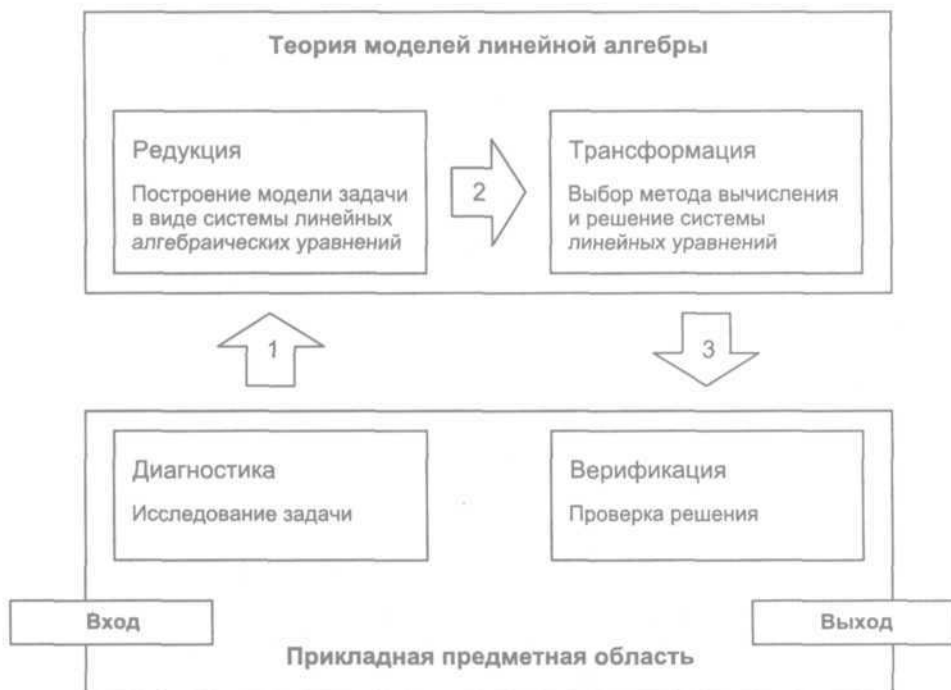 Теория моделей линейной алгебры
Редукция
Построение модели задачи
в виде системы линейных
алгебраических уравнений
2
Трансформация
Выбор метода вычисления
и решение системы
линейных уравнений
1
3
Диагностика
Исследование задачи
Верификация
Проверка решения
Вход
Выход
Прикладная предметная область